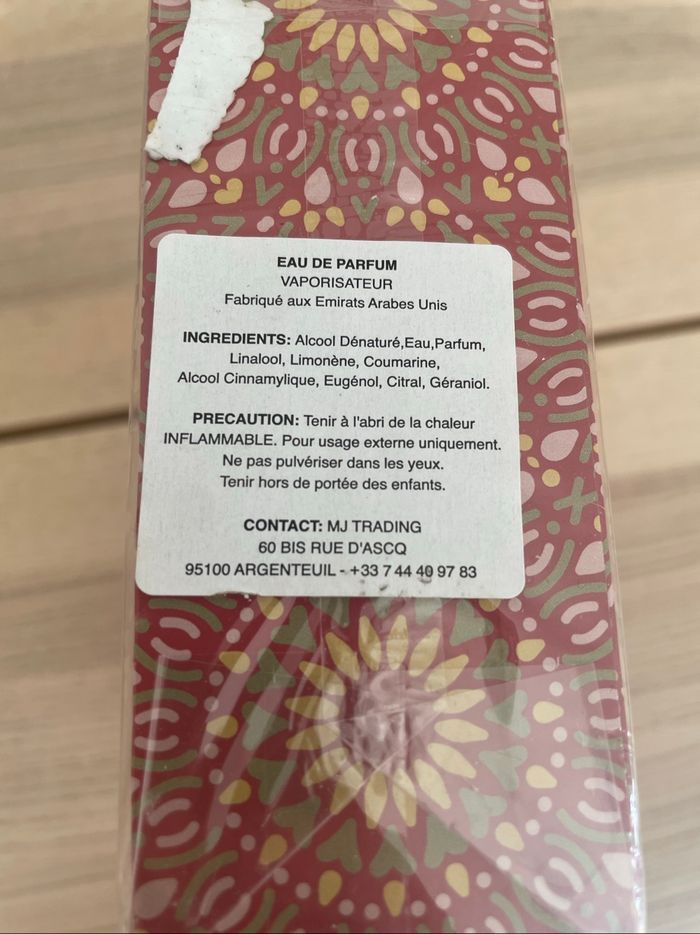 EAU DE PARFUM
VAPORISATEUR
Fabriqué aux Emirats Arabes Unis
INGREDIENTS: Alcool Dénaturé,Eau,Parfum,
Linalool, Limonène, Coumarine,
Alcool Cinnamylique, Eugénol, Citral, Géraniol.
PRECAUTION: Tenir à l'abri de la chaleur
INFLAMMABLE. Pour usage externe uniquement.
Ne pas pulvériser dans les yeux.
Tenir hors de portée des enfants.
CONTACT: MJ TRADING
60 BIS RUE D'ASCQ
95100 ARGENTEUIL - +33 7 44 40 97 83